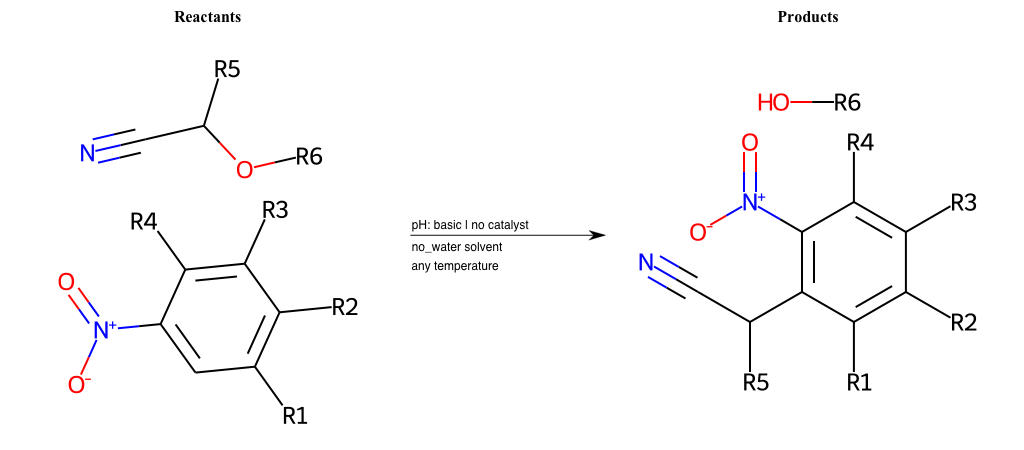 Reactants
Products
R5
N
O
R6
R4
R3
O
N+
O-
R2
R1
pH: basic | no catalyst
no_water solvent
any temperature
HO
R6
O
R4
N+
O-
R3
N
R2
R5
R1